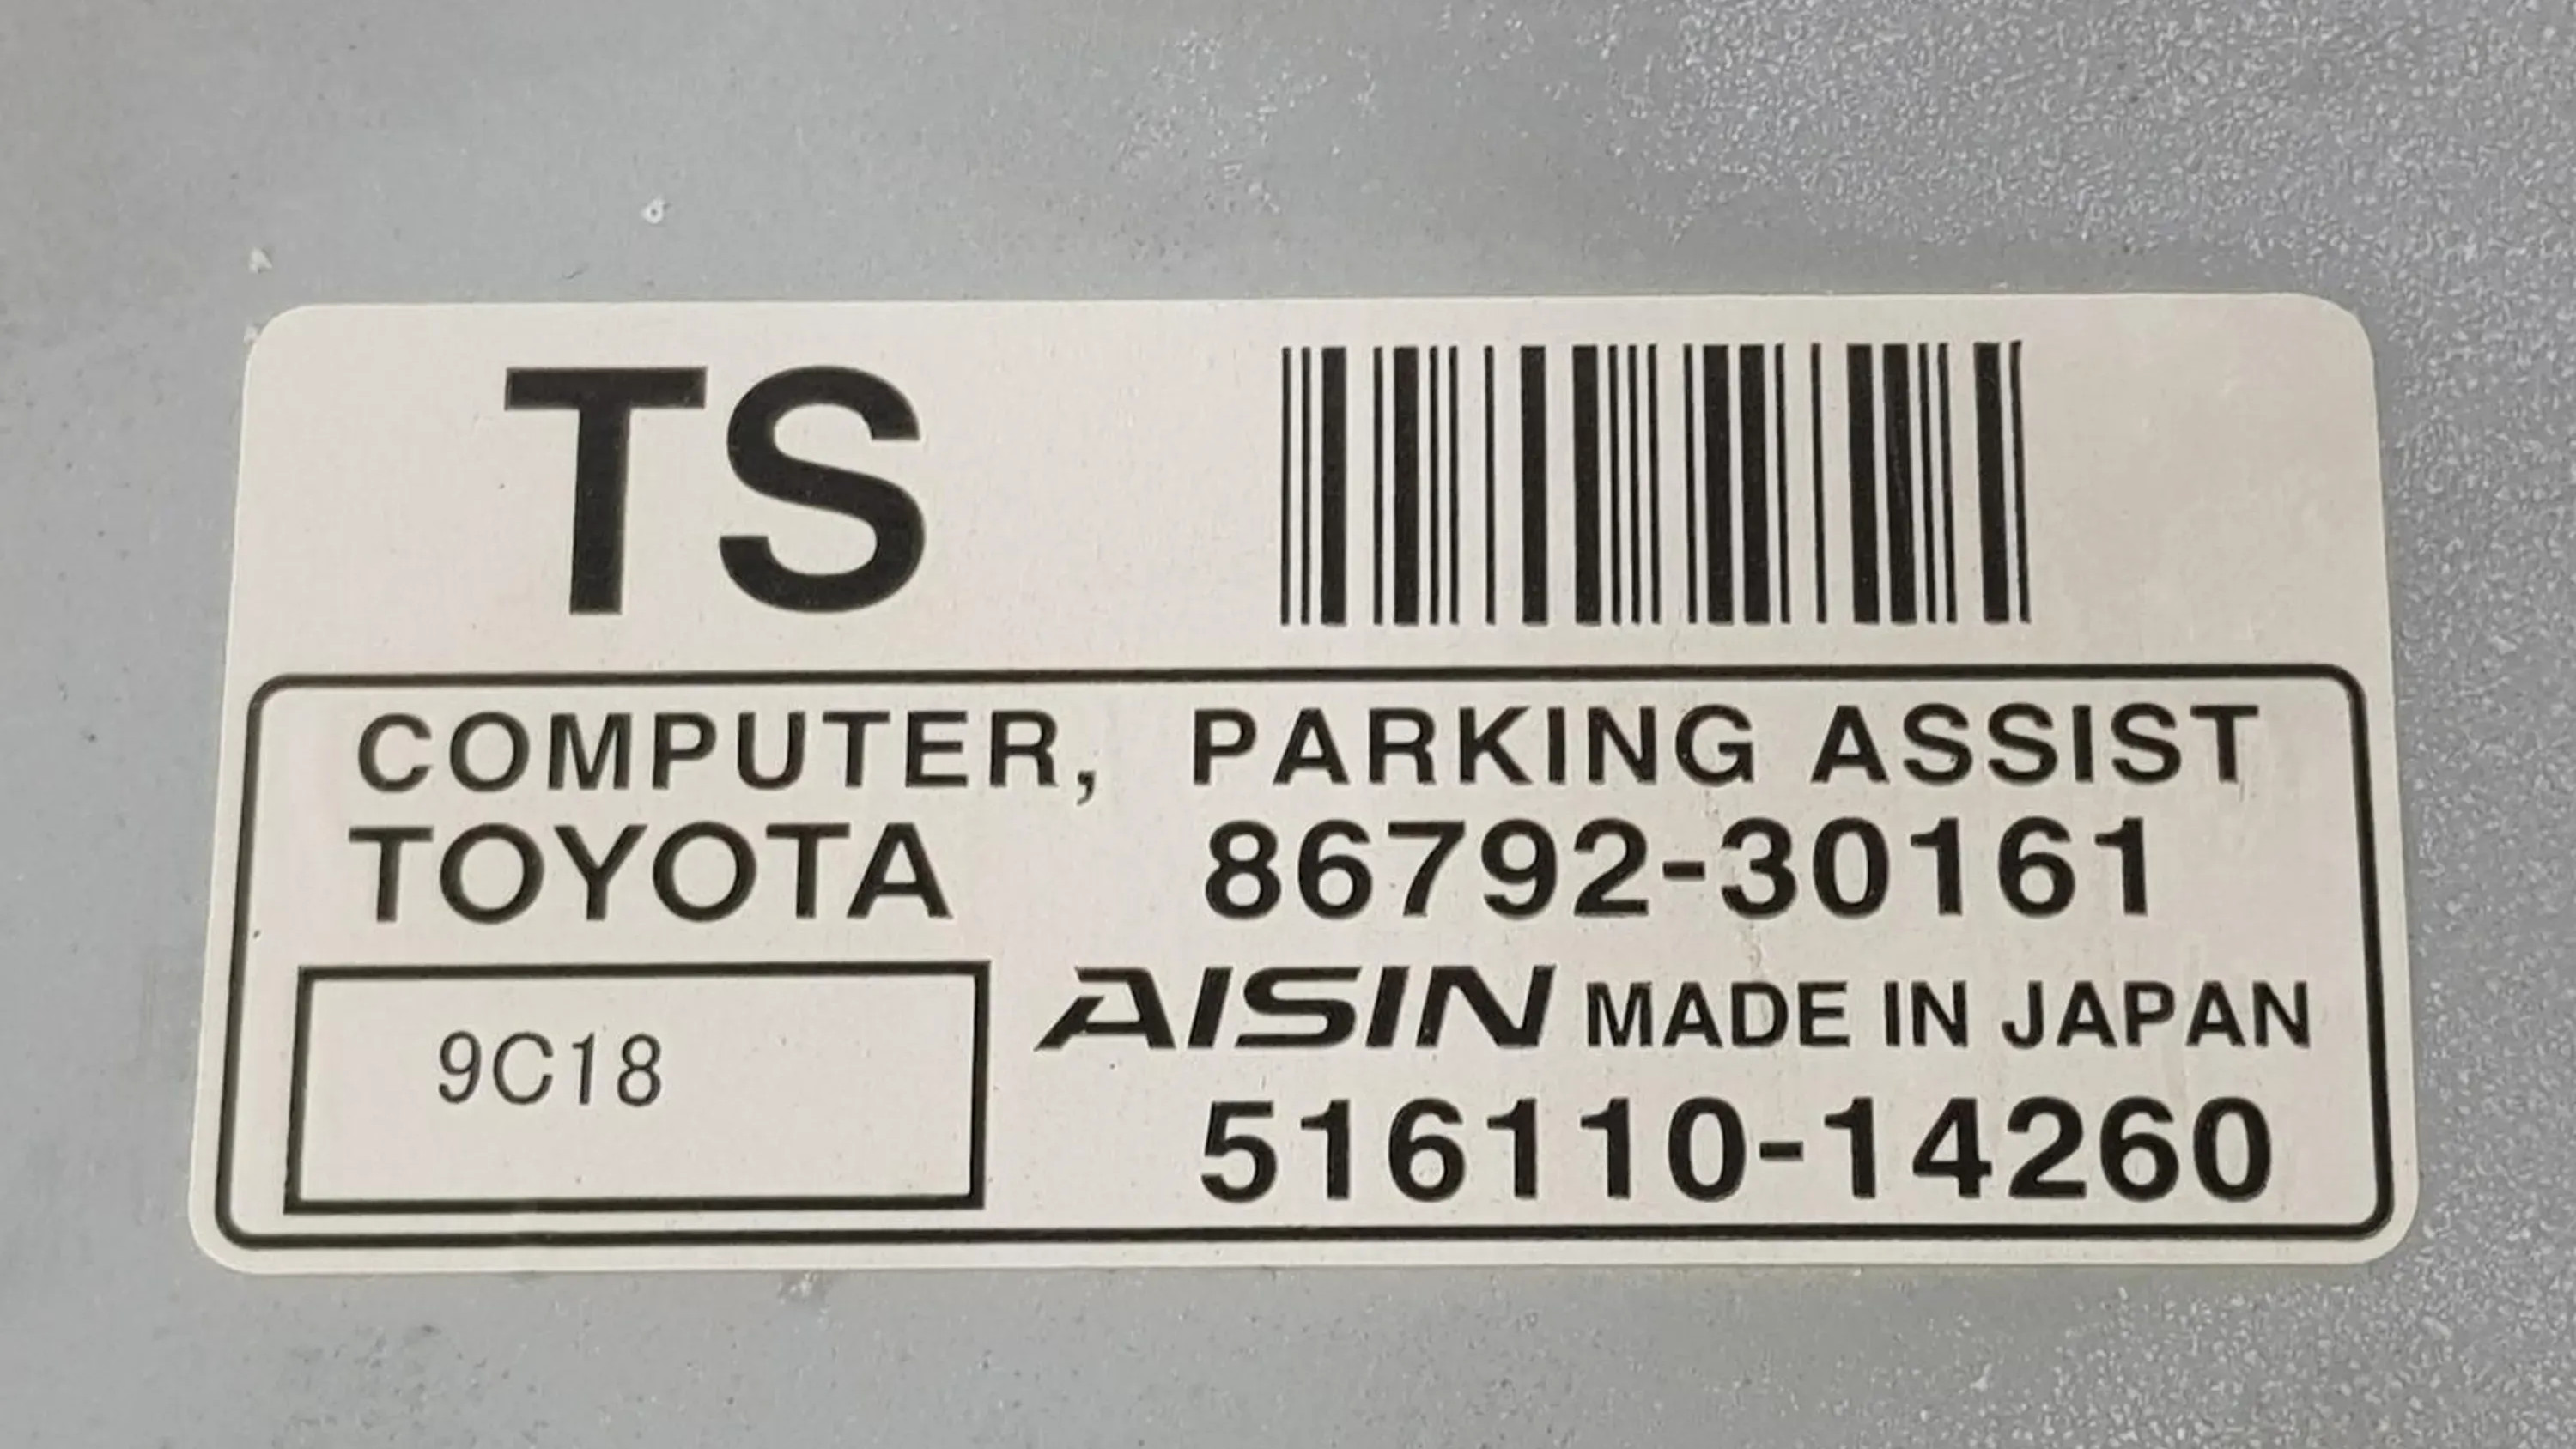 TS
COMPUTER, PARKING ASSIST
TOYOTA 86792-30161
AISIN MADE IN JAPAN
9C18
516110-14260